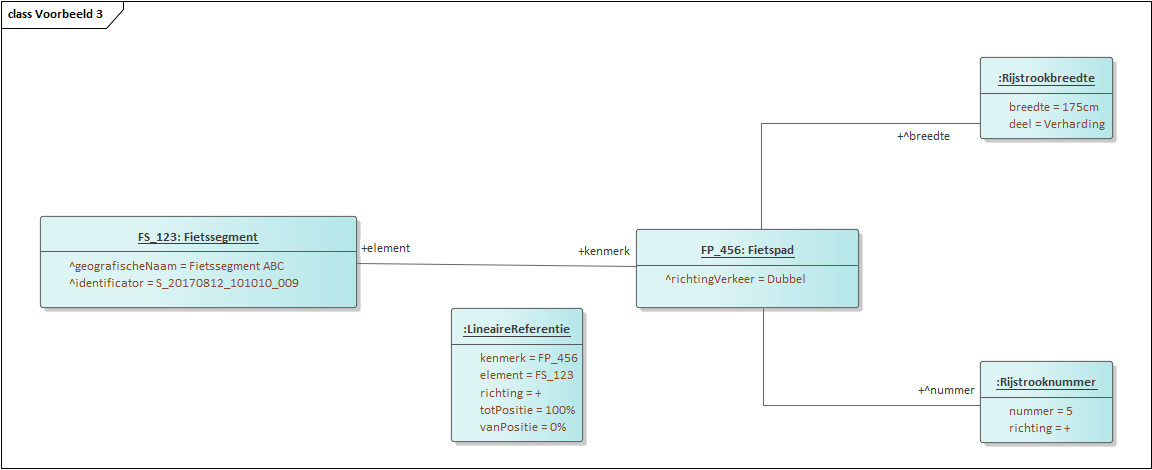 class Voorbeeld 3
:Rijstrookbreedte
breedte = 175cm
deel = Verharding
+^breedte
FS_123: Fietssegment
^geografischeNaam = Fietssegment ABC
^identificator = S_20170812_101010_009
+element
+kenmerk
FP_456: Fietspad
^richtingVerkeer = Dubbel
:LineaireReferentie
kenmerk = FP_456
element = FS_123
richting = +
totPositie = 100%
vanPositie = 0%
+^nummer
:Rijstrooknummer
nummer = 5
richting = +